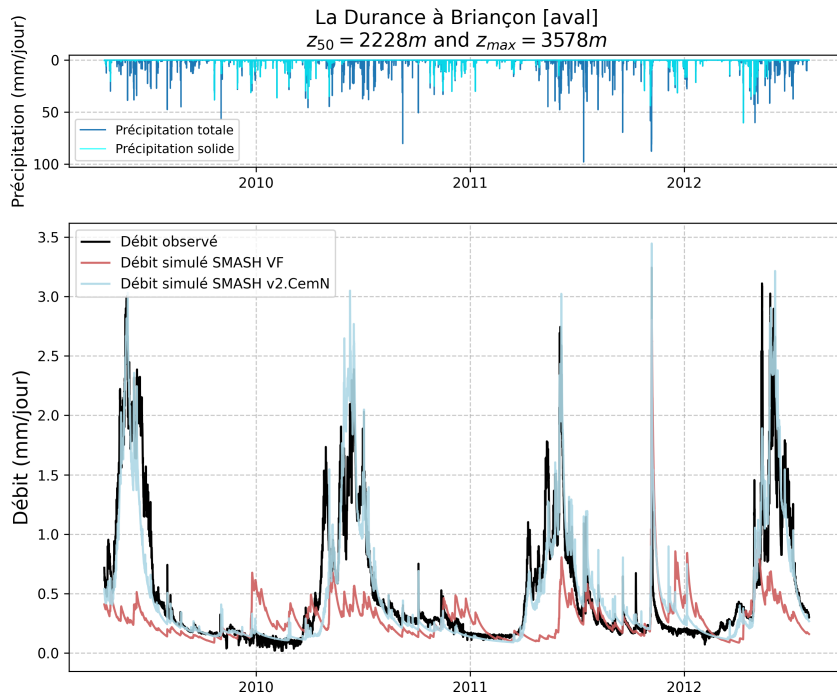 La Durance à Briançon [aval]
z50 = 2228m and zmax = 3578m
Précipitation (mm/jour)
0
50
100
Précipitation totale
Précipitation solide
2010
2011
2012
Débit (mm/jour)
3.5
3.0
2.5
2.0
1.5
1.0
0.5
0.0
Débit observé
Débit simulé SMASH VF
Débit simulé SMASH v2.CemN
2010
2011
2012